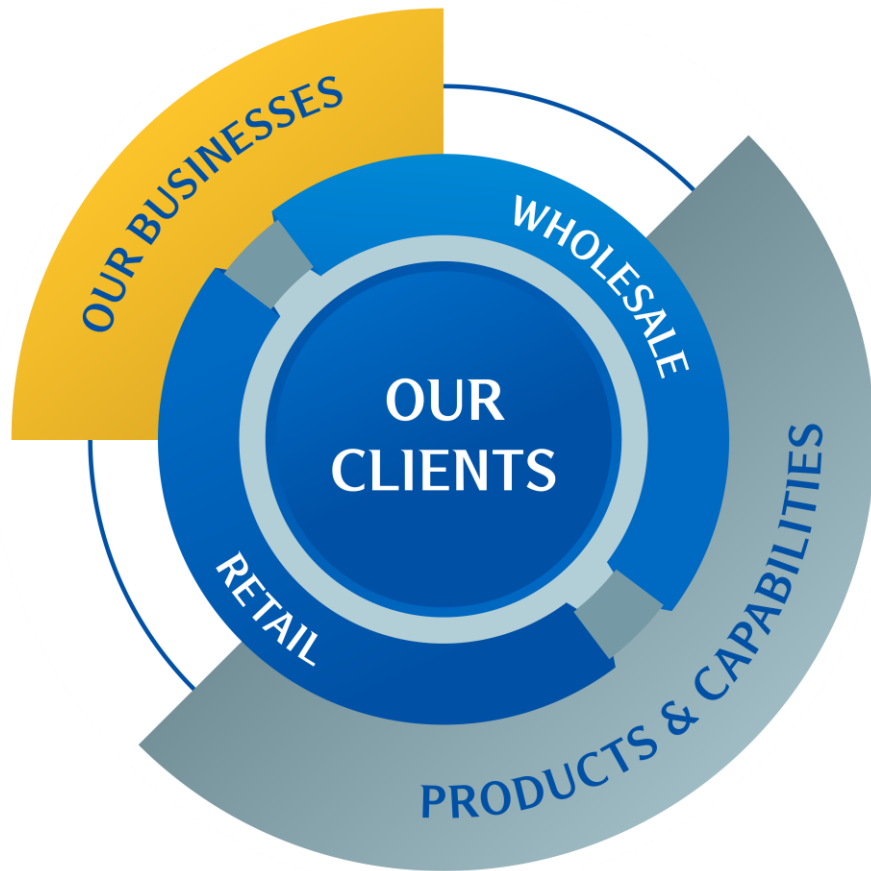 OUR BUSINESSES
WHOLESALE
OUR
CLIENTS
RETAIL
PRODUCTS & CAPABILITIES